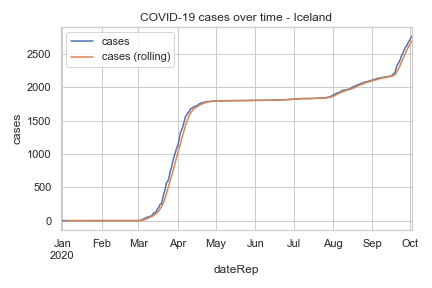 COVID-19 cases over time - Iceland
cases
cases (rolling)
2500
2000
1500
1000
500
0
cases
Jan Feb Mar Apr May Jun Jul Aug Sep Oct
2020
dateRep